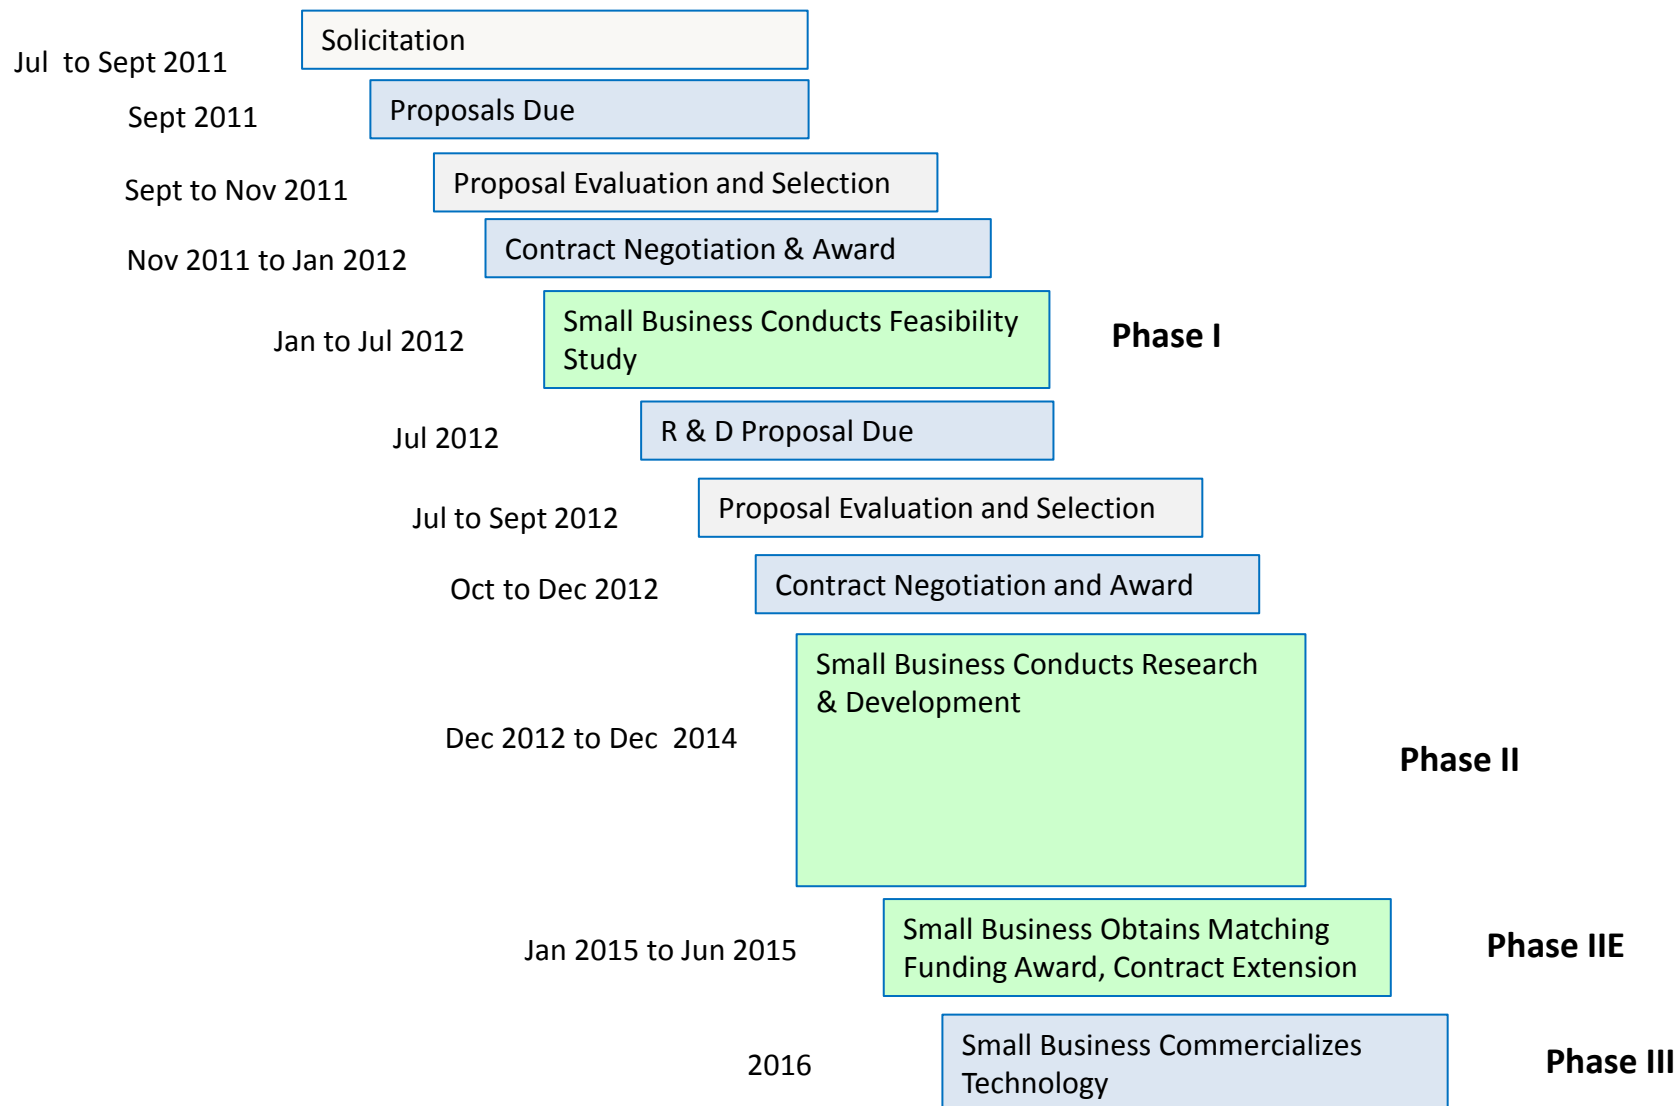 Solicitation
Jul to Sept 2011
Proposals Due
Sept 2011
Proposal Evaluation and Selection
Sept to Nov 2011
Contract Negotiation & Award
Nov 2011 to Jan 2012
Small Business Conducts Feasibility
Study
Jan to Jul 2012
Phase I
R & D Proposal Due
Jul 2012
Proposal Evaluation and Selection
Jul to Sept 2012
Contract Negotiation and Award
Oct to Dec 2012
Small Business Conducts Research
& Development
Dec 2012 to Dec 2014
Phase II
Small Business Obtains Matching
Funding Award, Contract Extension
Jan 2015 to Jun 2015
Phase IIE
Small Business Commercializes
Technology
2016
Phase III